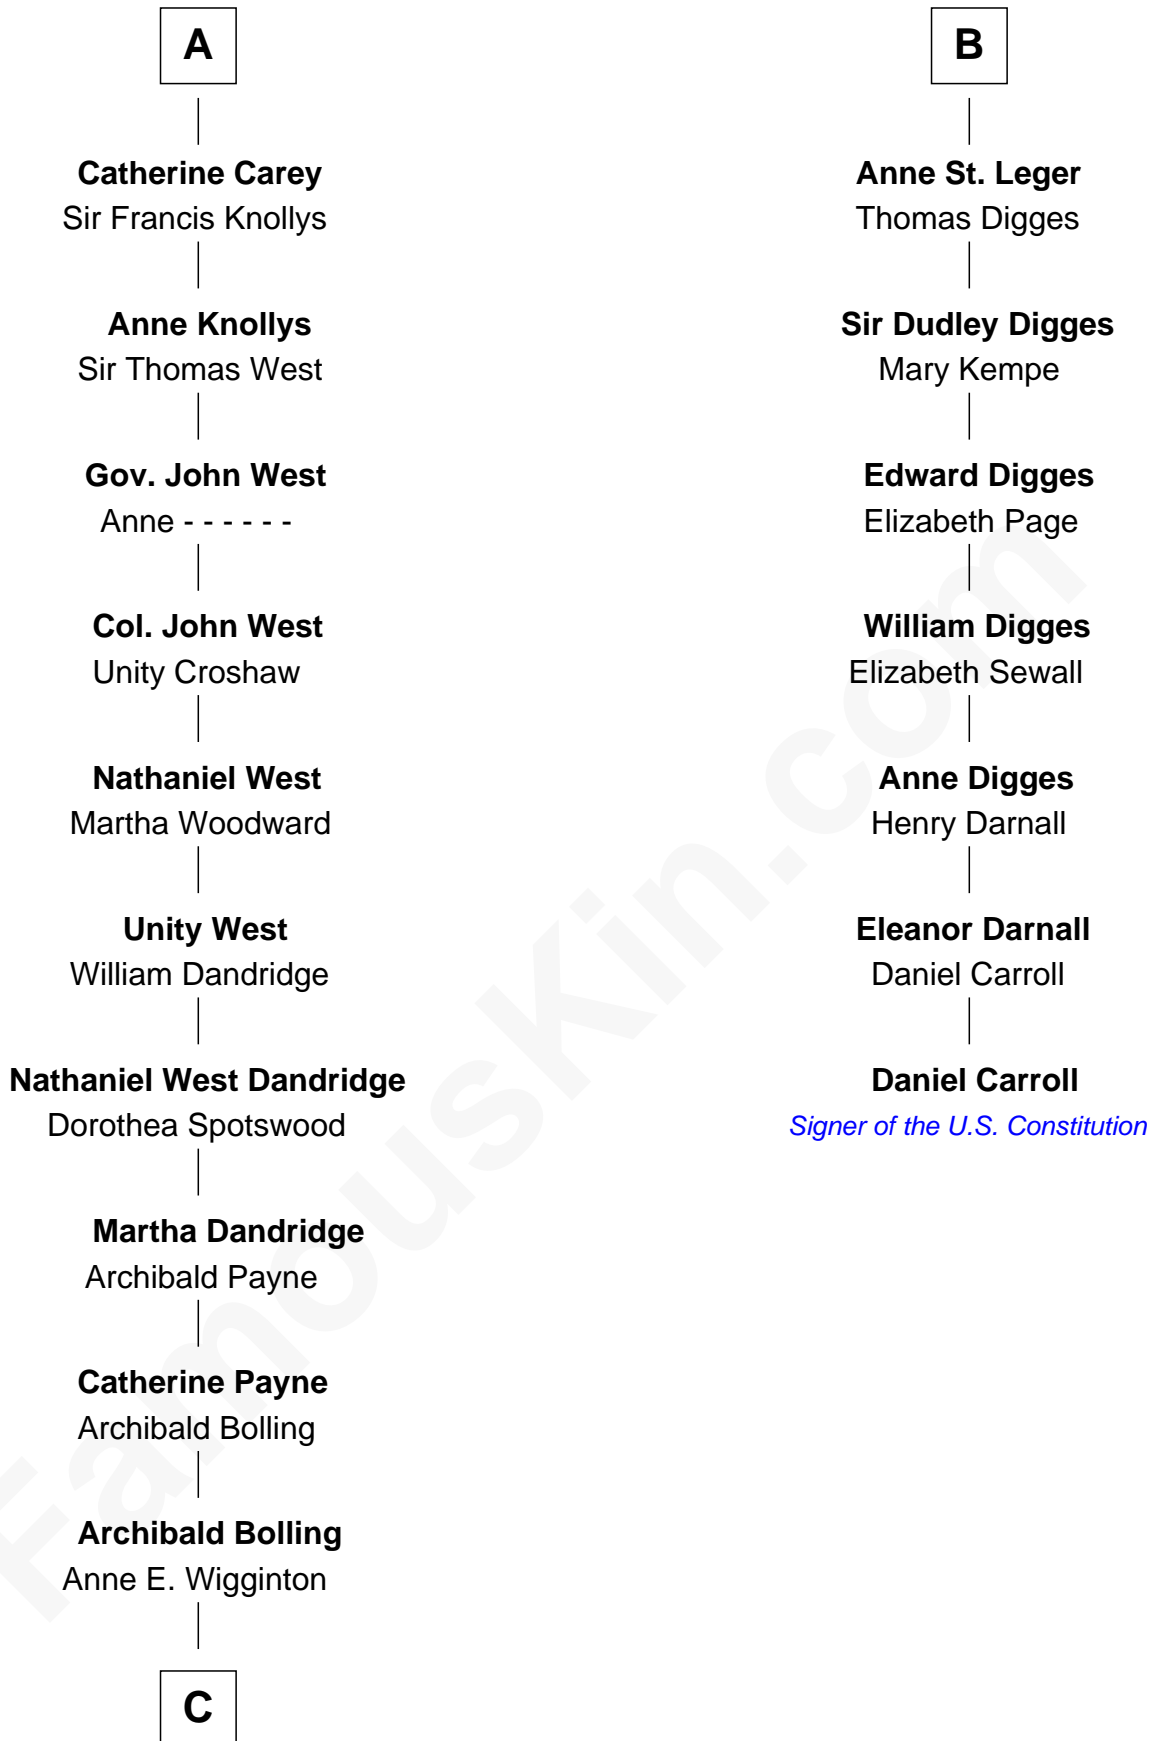 A
Catherine Carey
Sir Francis Knollys
Anne Knollys
Sir Thomas West
Gov. John West
Anne - - - - - -
Col. John West
Unity Croshaw
Nathaniel West
Martha Woodward
Unity West
William Dandridge
Nathaniel West Dandridge
Dorothea Spotswood
Martha Dandridge
Archibald Payne
Catherine Payne
Archibald Bolling
Archibald Bolling
Anne E. Wigginton
C
B
Anne St. Leger
Thomas Digges
Sir Dudley Digges
Mary Kempe
Edward Digges
Elizabeth Page
William Digges
Elizabeth Sewall
Anne Digges
Henry Darnall
Eleanor Darnall
Daniel Carroll
Daniel Carroll
Signer of the U.S. Constitution
FamousKin.com